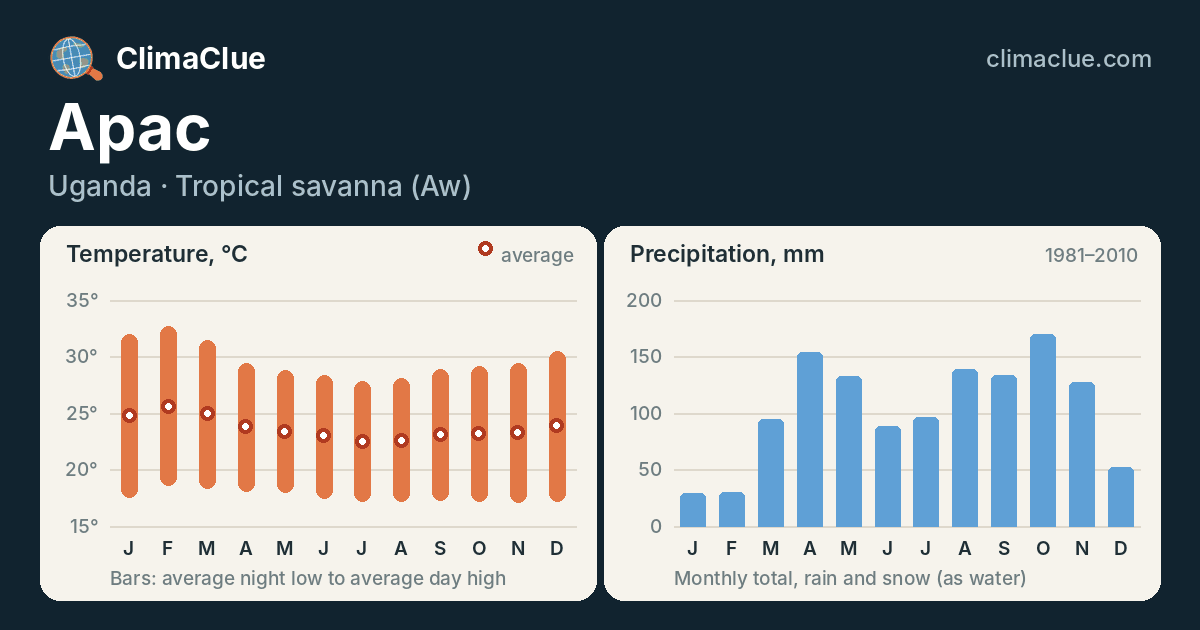 ClimaClue
climaclue.com
Apac
Uganda · Tropical savanna (Aw)
Temperature, °C
average
35°
30°
25°
20°
15°
J F M A M J J A S O N D
Bars: average night low to average day high
Precipitation, mm
1981–2010
200
150
100
50
0
J F M A M J J A S O N D
Monthly total, rain and snow (as water)